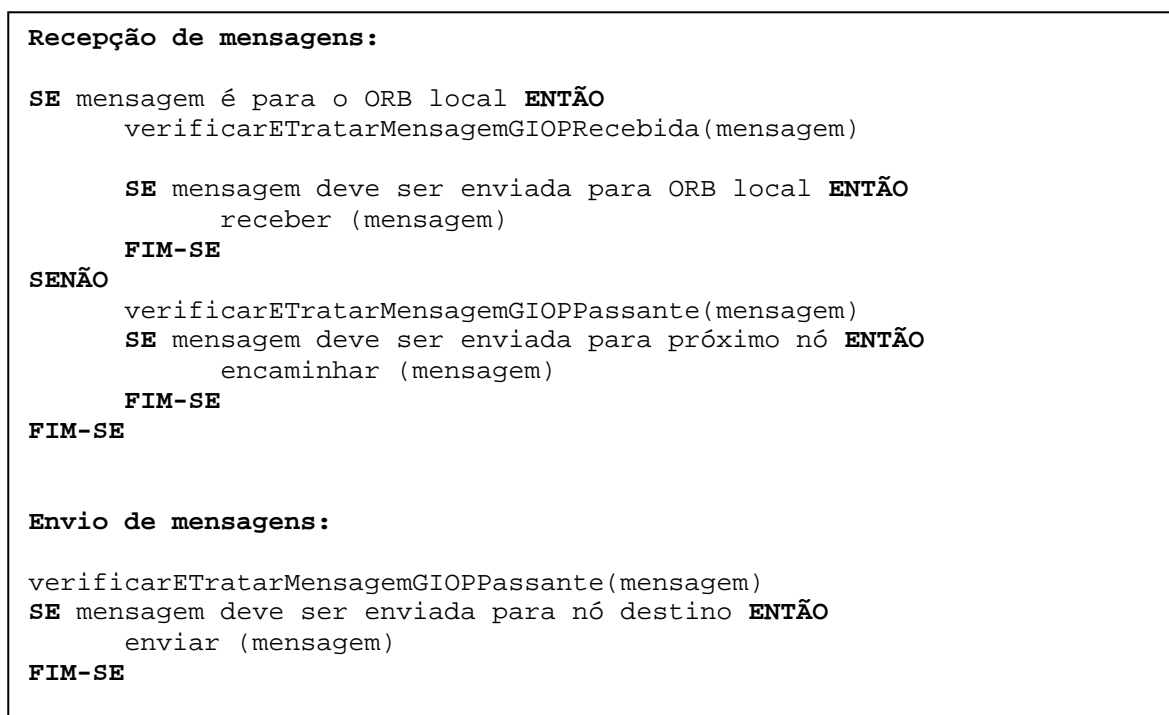 Recepção de mensagens:
SE mensagem é para o ORB local ENTÃO
verificarETratarMensagemGIOPRecebida(mensagem)
SE mensagem deve ser enviada para ORB local ENTÃO
receber (mensagem)
FIM-SE
SENÃO
verificarETratarMensagemGIOPPassante(mensagem)
SE mensagem deve ser enviada para próximo nó ENTÃO
encaminhar (mensagem)
FIM-SE
FIM-SE
Envio de mensagens:
verificarETratarMensagemGIOPPassante(mensagem)
SE mensagem deve ser enviada para nó destino ENTÃO
enviar (mensagem)
FIM-SE